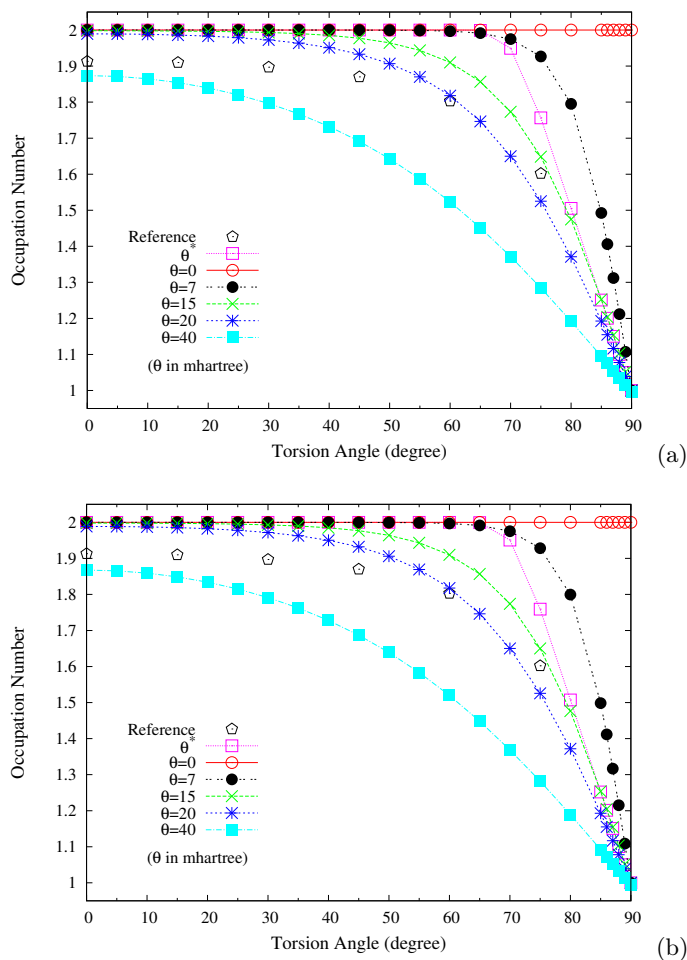 2
1.9
1.8
1.7
1.6
1.5
1.4
1.3
1.2
1.1
1
Occupation Number
Reference
θ*
θ=0
θ=7
θ=15
θ=20
θ=40
(θ in mhartree)
0 10 20 30 40 50 60 70 80 90
Torsion Angle (degree)
(a)
2
1.9
1.8
1.7
1.6
1.5
1.4
1.3
1.2
1.1
1
Occupation Number
Reference
θ*
θ=0
θ=7
θ=15
θ=20
θ=40
(θ in mhartree)
0 10 20 30 40 50 60 70 80 90
Torsion Angle (degree)
(b)